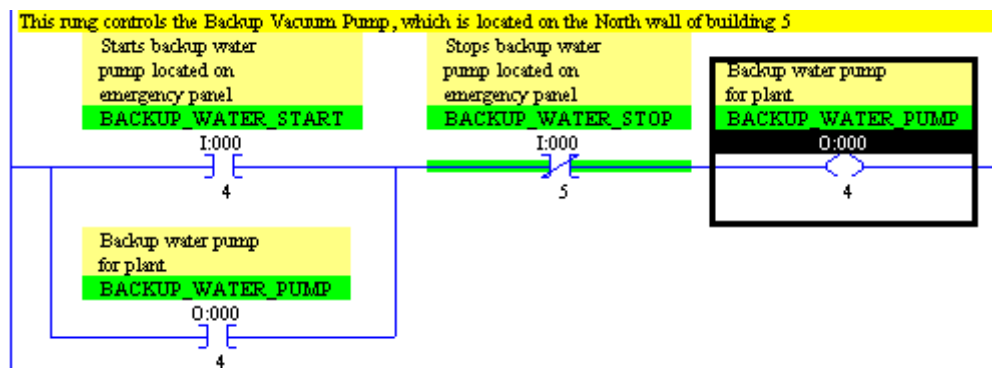 This rung controls the Backup Vacuum Pump, which is located on the North wall of building 5
Starts backup water
pump located on
emergency panel
BACKUP_WATER_START
I:000
4
Stops backup water
pump located on
emergency panel
BACKUP_WATER_STOP
I:000
5
Backup water pump
for plant
BACKUP_WATER_PUMP
O:000
4
Backup water pump
for plant
BACKUP_WATER_PUMP
O:000
4